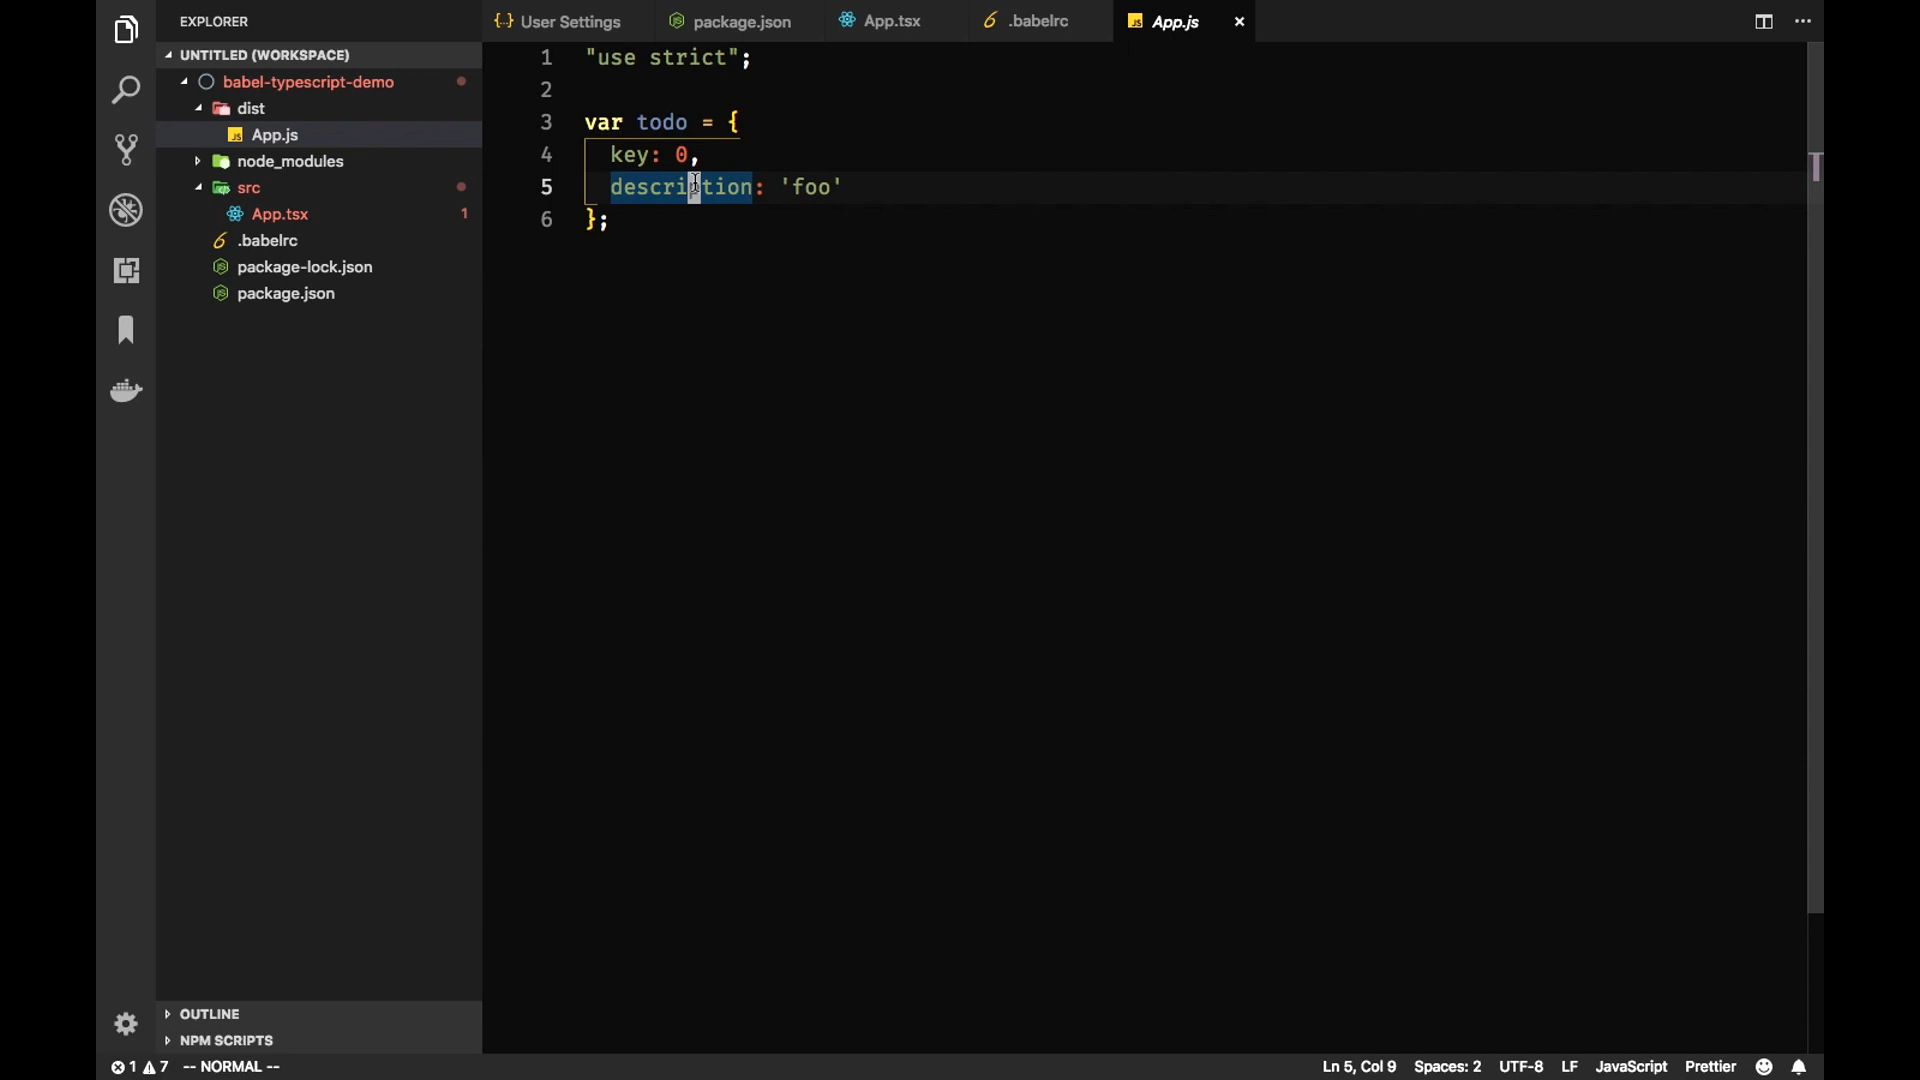 EXPLORER
UNTITLED (WORKSPACE)
babel-typescript-demo
dist
JS App.js
node_modules
src
App.tsx 1
.babelrc
package-lock.json
package.json
OUTLINE
NPM SCRIPTS
{} User Settings package.json App.tsx .babelrc JS App.js ×
1 "use strict";
2
3 var todo = {
4 key: 0,
5 description: 'foo'
6 };
1 7 -- NORMAL -- Ln 5, Col 9 Spaces: 2 UTF-8 LF JavaScript Prettier